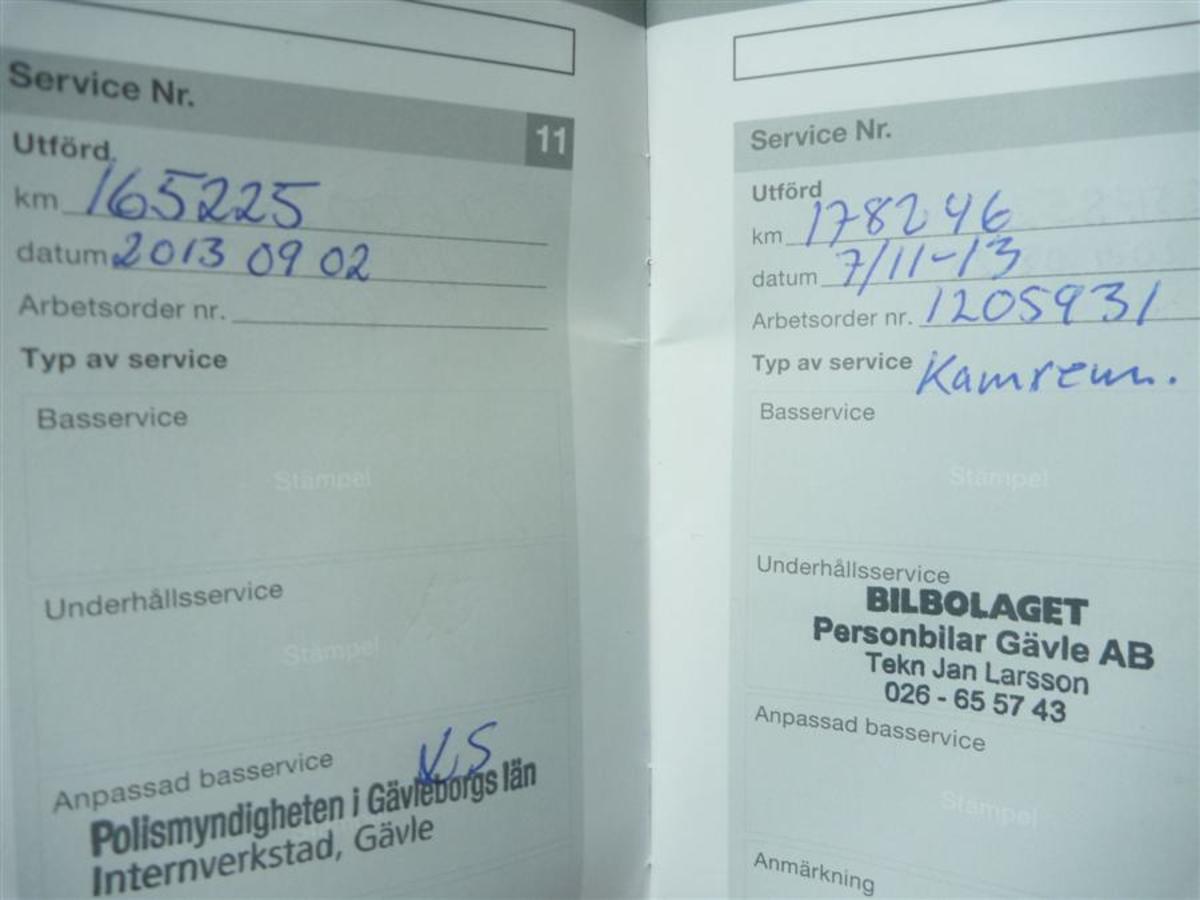 Service Nr.
11
Utförd
km 165225
datum 2013 09 02
Arbetsorder nr.
Typ av service
Basservice
Stämpel
Underhållsservice
Stämpel
Anpassad basservice
KS
Polismyndigheten i Gävleborgs län
Internverkstad, Gävle
Service Nr.
Utförd
km 178246
datum 7/11-13
Arbetsorder nr. 1205931
Typ av service Kamrem.
Basservice
Stämpel
Underhållsservice
BILBOLAGET
Personbilar Gävle AB
Tekn Jan Larsson
026 - 65 57 43
Anpassad basservice
Stämpel
Anmärkning